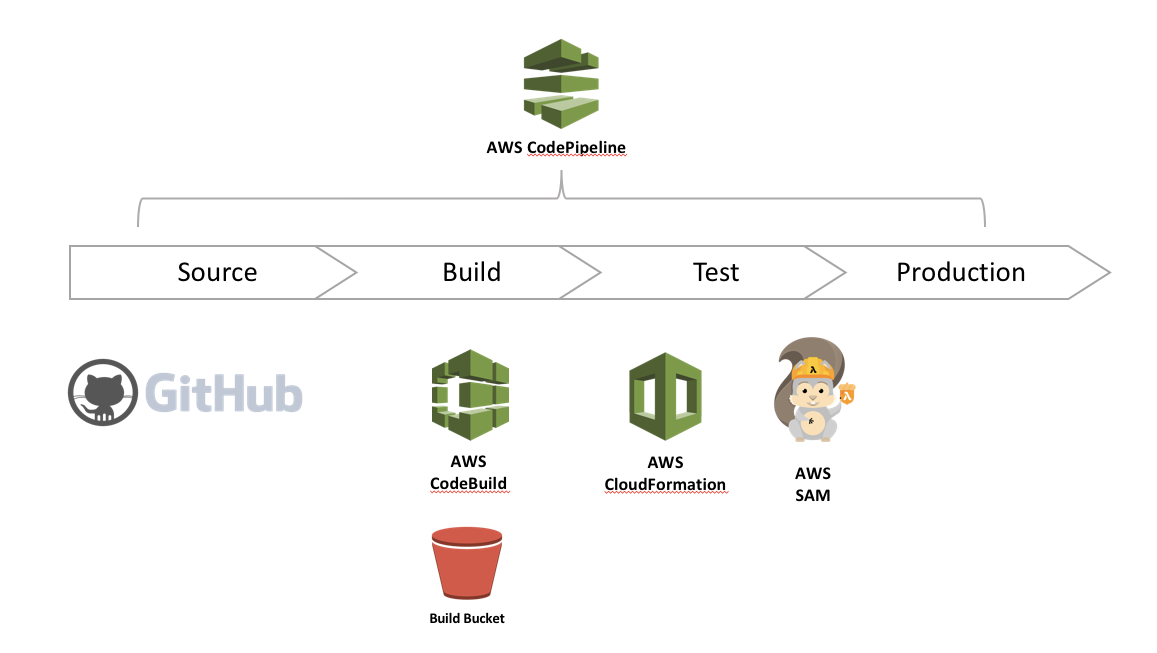 AWS CodePipeline
Source
Build
Test
Production
GitHub
AWS
CodeBuild
AWS
CloudFormation
λ
λ
AWS
SAM
Build Bucket